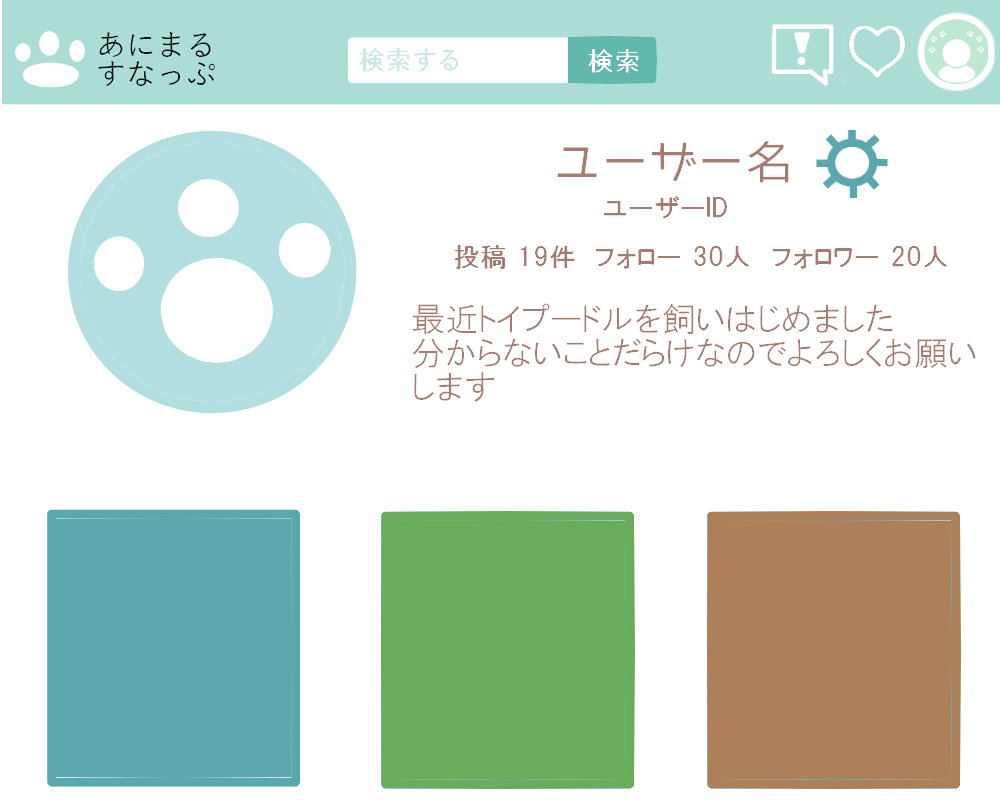 あにまる
すなっぷ
検索する
検索
ユーザー名
ユーザーID
投稿 19件 フォロー 30人 フォロワー 20人
最近トイプードルを飼いはじめました
分からないことだらけなのでよろしくお願い
します